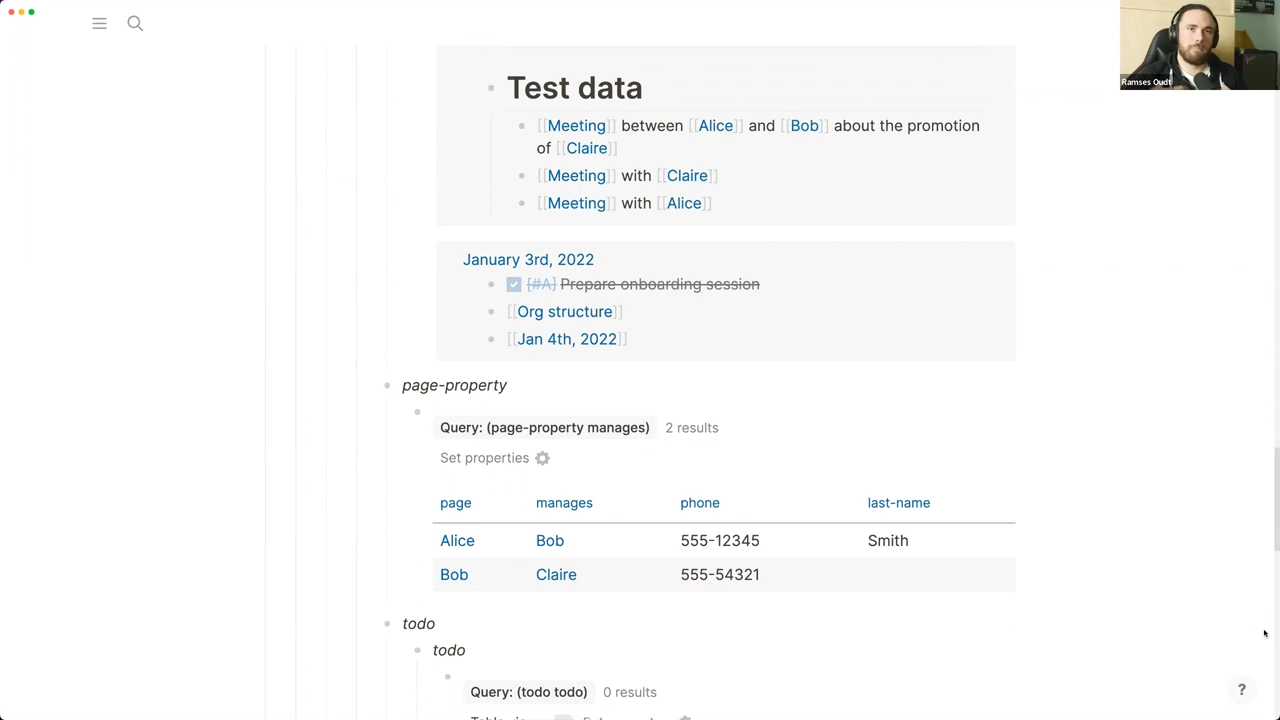 Ramses Oudt
Test data
[[Meeting]] between [[Alice]] and [[Bob]] about the promotion
of [[Claire]]
[[Meeting]] with [[Claire]]
[[Meeting]] with [[Alice]]
January 3rd, 2022
[#A] Prepare onboarding session
[[Org structure]]
[[Jan 4th, 2022]]
page-property
Query: (page-property manages) 2 results
Set properties
page manages phone last-name
Alice Bob 555-12345 Smith
Bob Claire 555-54321
todo
todo
Query: (todo todo) 0 results
?